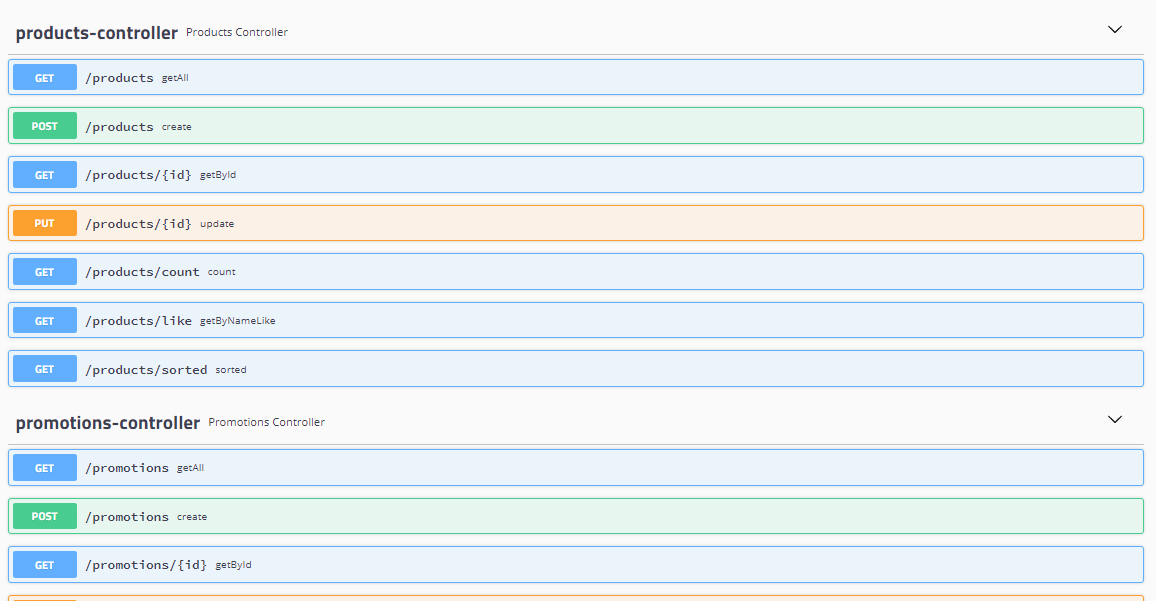 products-controller Products Controller
GET /products getAll
POST /products create
GET /products/{id} getById
PUT /products/{id} update
GET /products/count count
GET /products/like getByNameLike
GET /products/sorted sorted
promotions-controller Promotions Controller
GET /promotions getAll
POST /promotions create
GET /promotions/{id} getById